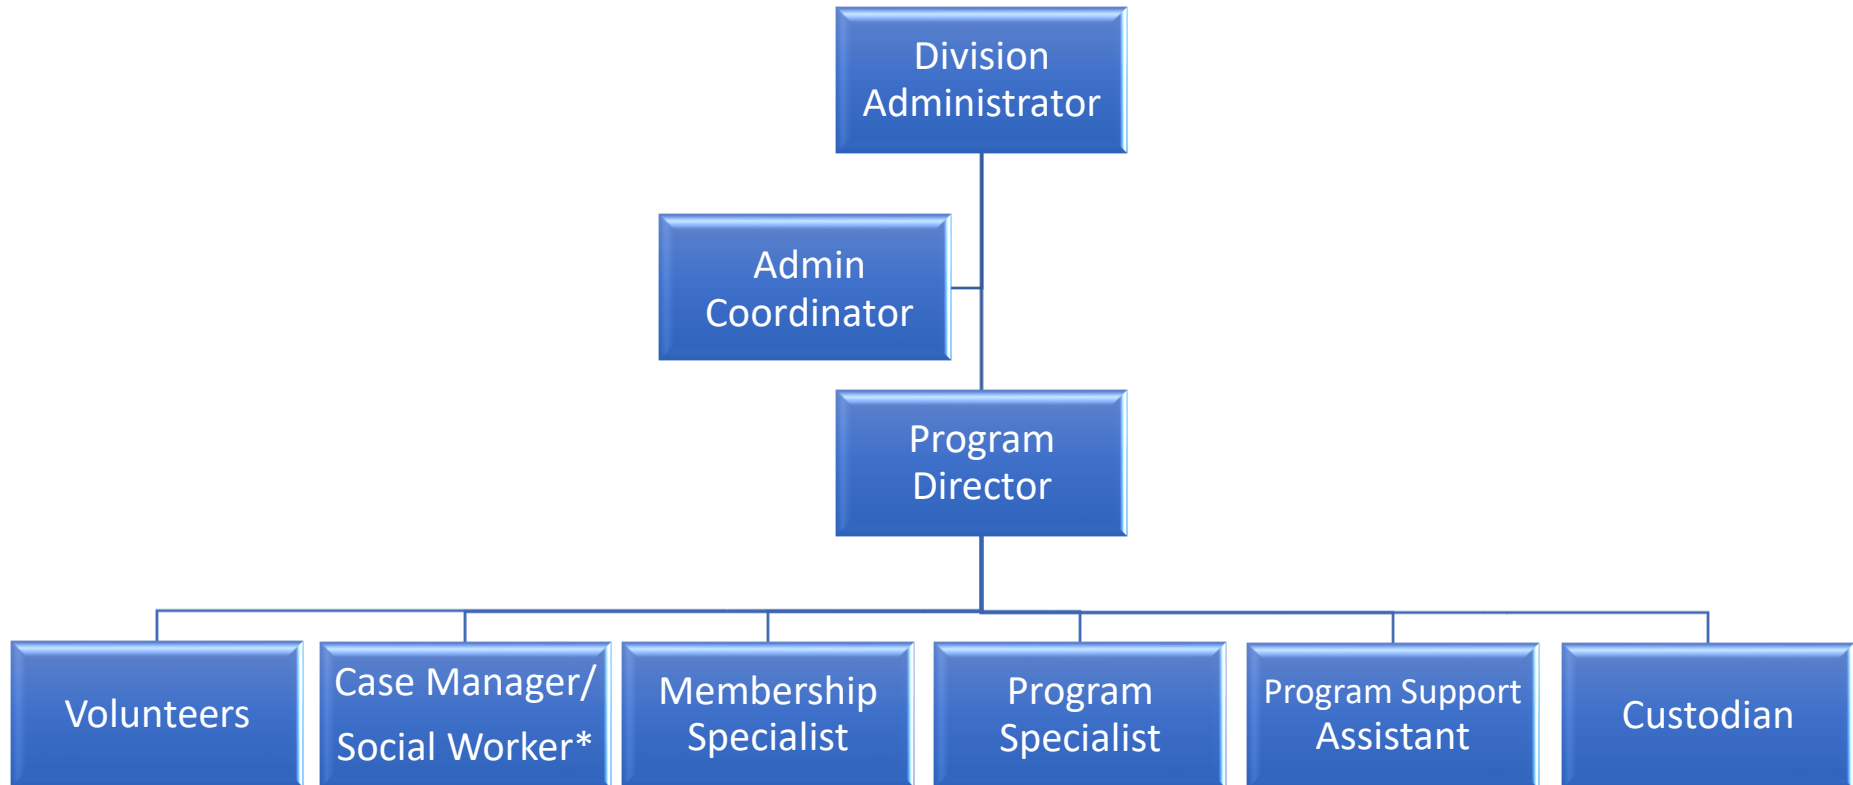 Division
Administrator
Admin
Coordinator
Program
Director
Volunteers
Case Manager/
Social Worker*
Membership
Specialist
Program
Specialist
Program Support
Assistant
Custodian